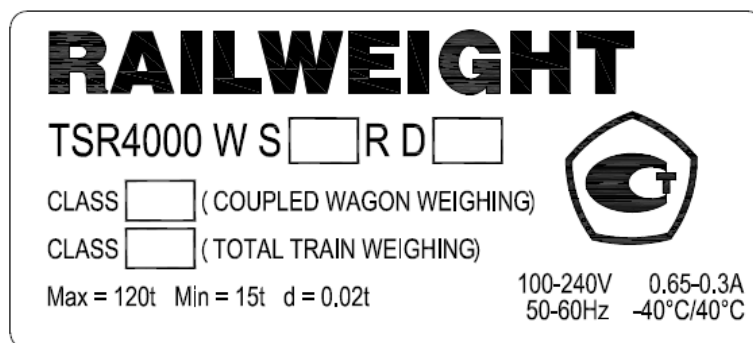 RAILWEIGHT
TSR4000 W S R D
CLASS ( COUPLED WAGON WEIGHING)
CLASS ( TOTAL TRAIN WEIGHING)
Max = 120t Min = 15t d = 0.02t
100-240V 0.65-0.3A
50-60Hz -40°C/40°C